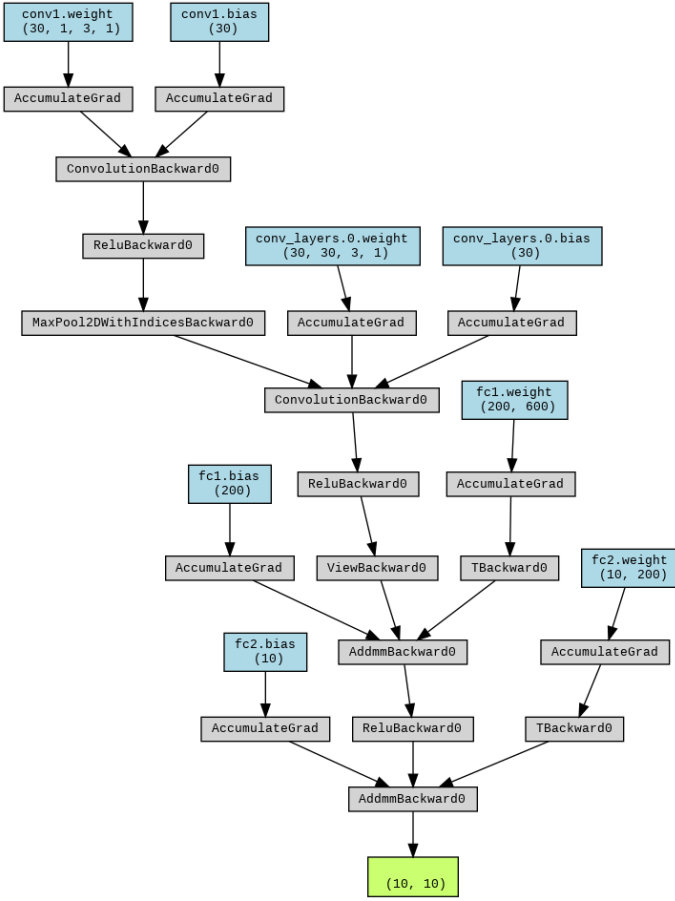 conv1.weight
(30, 1, 3, 1)
conv1.bias
(30)
AccumulateGrad
AccumulateGrad
ConvolutionBackward0
ReluBackward0
conv_layers.0.weight
(30, 30, 3, 1)
conv_layers.0.bias
(30)
MaxPool2DWithIndicesBackward0
AccumulateGrad
AccumulateGrad
ConvolutionBackward0
fc1.weight
(200, 600)
fc1.bias
(200)
ReluBackward0
AccumulateGrad
AccumulateGrad
ViewBackward0
TBackward0
fc2.weight
(10, 200)
fc2.bias
(10)
AddmmBackward0
AccumulateGrad
AccumulateGrad
ReluBackward0
TBackward0
AddmmBackward0
(10, 10)